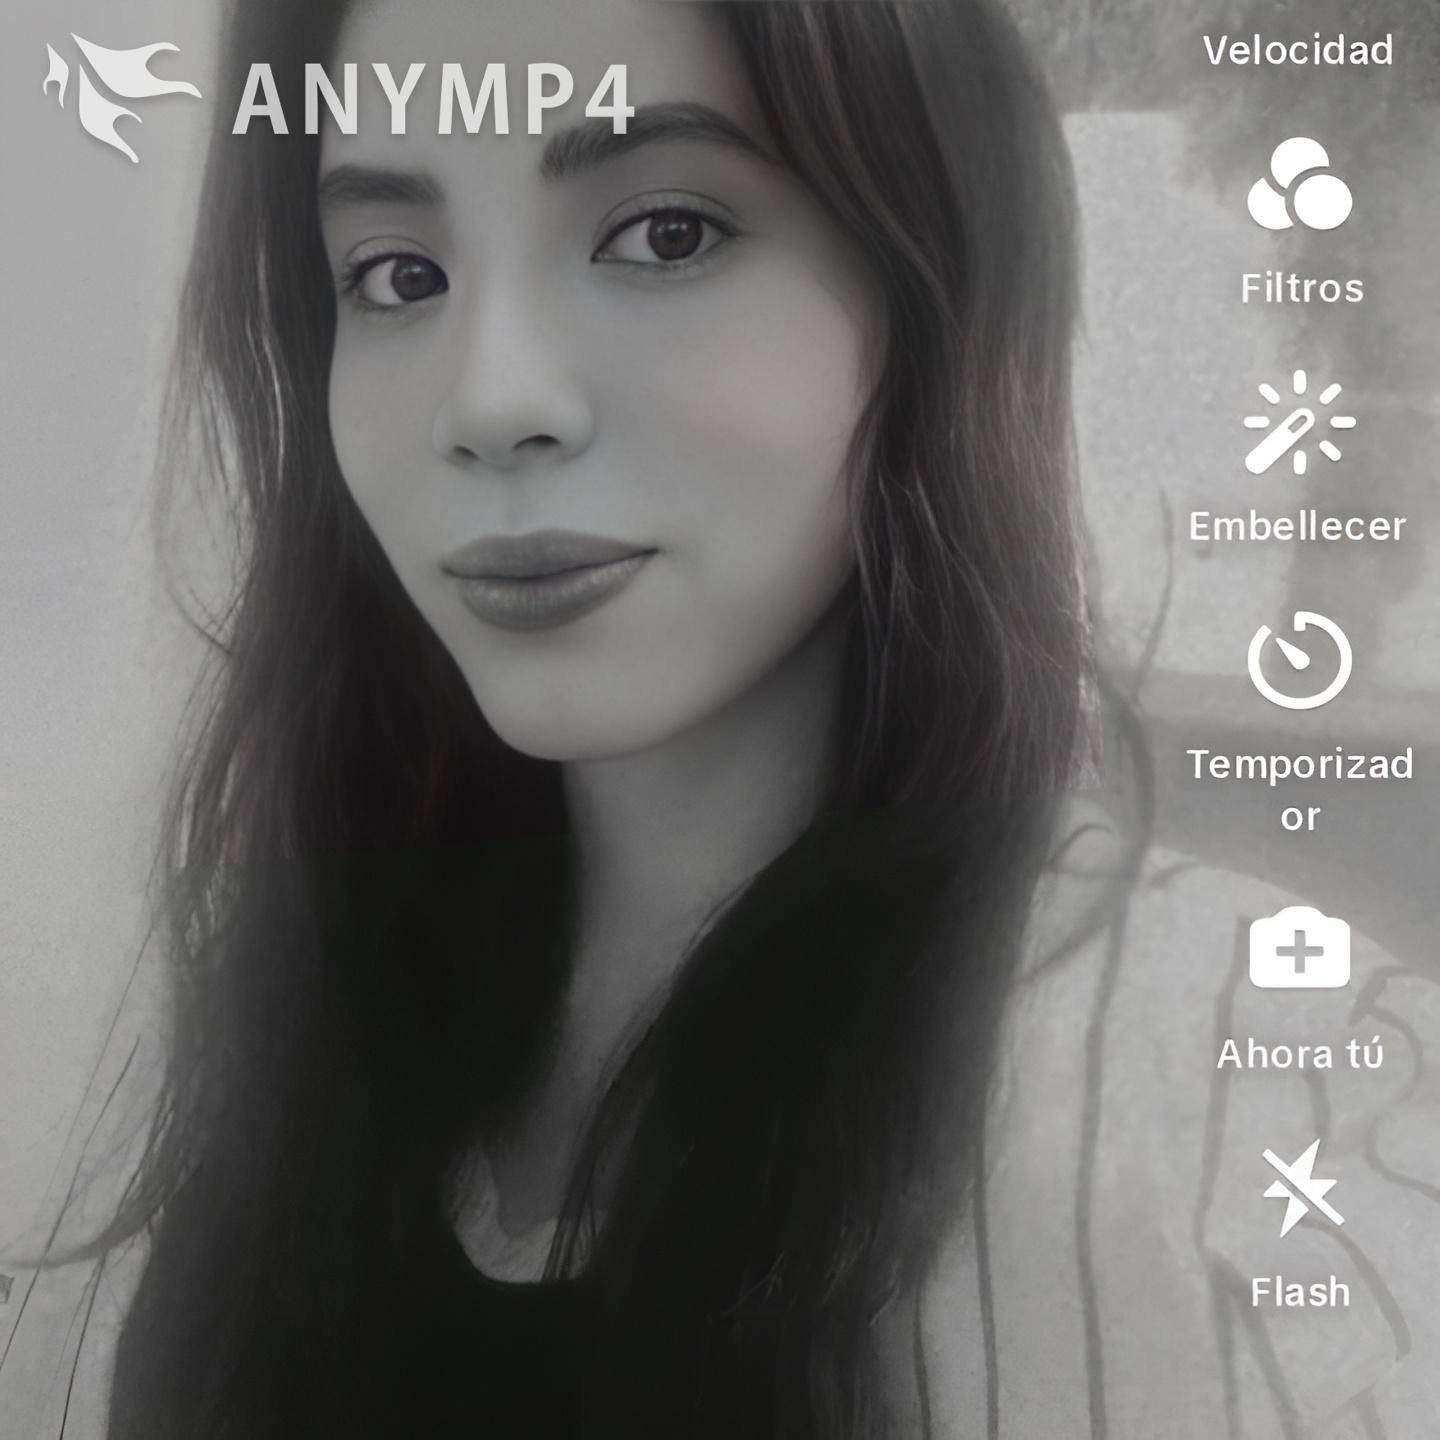 ANYMP4
Velocidad
Filtros
Embellecer
Temporizad
or
Ahora tú
Flash